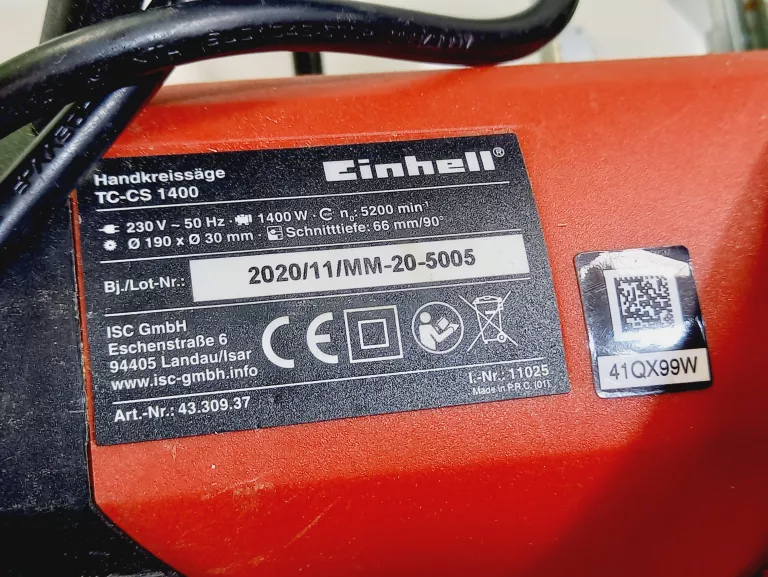 Handkreissäge
TC-CS 1400
Einhell®
230 V ~ 50 Hz · 1400 W · n₀: 5200 min⁻¹
Ø 190 x Ø 30 mm · Schnitttiefe: 66 mm/90°
Bj./Lot-Nr.: 2020/11/MM-20-5005
ISC GmbH
Eschenstraße 6
94405 Landau/Isar
www.isc-gmbh.info
CE
Art.-Nr.: 43.309.37
I.-Nr.: 11025
Made in P.R.C. (01)
41QX99W